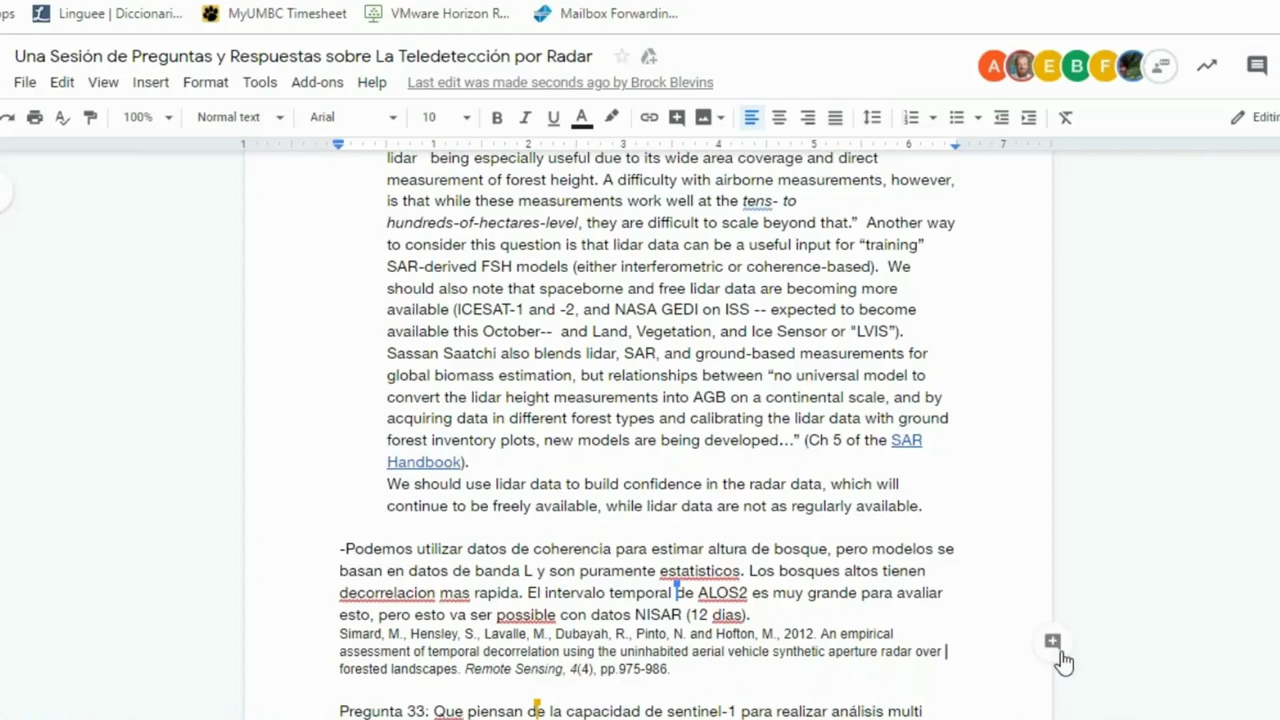 Linguee | Diccionari...
MyUMBC Timesheet
VMware Horizon R...
Mailbox Forwardin...
Una Sesión de Preguntas y Respuestas sobre La Teledetección por Radar
A E B F
File Edit View Insert Format Tools Add-ons Help Last edit was made seconds ago by Brock Blevins
100% Normal text Arial 10 B I U A
1 1 2 3 4 5 6 7
lidar being especially useful due to its wide area coverage and direct
measurement of forest height. A difficulty with airborne measurements, however,
is that while these measurements work well at the tens- to
hundreds-of-hectares-level, they are difficult to scale beyond that.” Another way
to consider this question is that lidar data can be a useful input for “training”
SAR-derived FSH models (either interferometric or coherence-based). We
should also note that spaceborne and free lidar data are becoming more
available (ICESAT-1 and -2, and NASA GEDI on ISS -- expected to become
available this October-- and Land, Vegetation, and Ice Sensor or "LVIS").
Sassan Saatchi also blends lidar, SAR, and ground-based measurements for
global biomass estimation, but relationships between “no universal model to
convert the lidar height measurements into AGB on a continental scale, and by
acquiring data in different forest types and calibrating the lidar data with ground
forest inventory plots, new models are being developed…” (Ch 5 of the SAR
Handbook).
We should use lidar data to build confidence in the radar data, which will
continue to be freely available, while lidar data are not as regularly available.
-Podemos utilizar datos de coherencia para estimar altura de bosque, pero modelos se
basan en datos de banda L y son puramente estatisticos. Los bosques altos tienen
decorrelacion mas rapida. El intervalo temporal de ALOS2 es muy grande para avaliar
esto, pero esto va ser possible con datos NISAR (12 dias).
Simard, M., Hensley, S., Lavalle, M., Dubayah, R., Pinto, N. and Hofton, M., 2012. An empirical
assessment of temporal decorrelation using the uninhabited aerial vehicle synthetic aperture radar over
forested landscapes. Remote Sensing, 4(4), pp.975-986.
Pregunta 33: Que piensan de la capacidad de sentinel-1 para realizar análisis multi